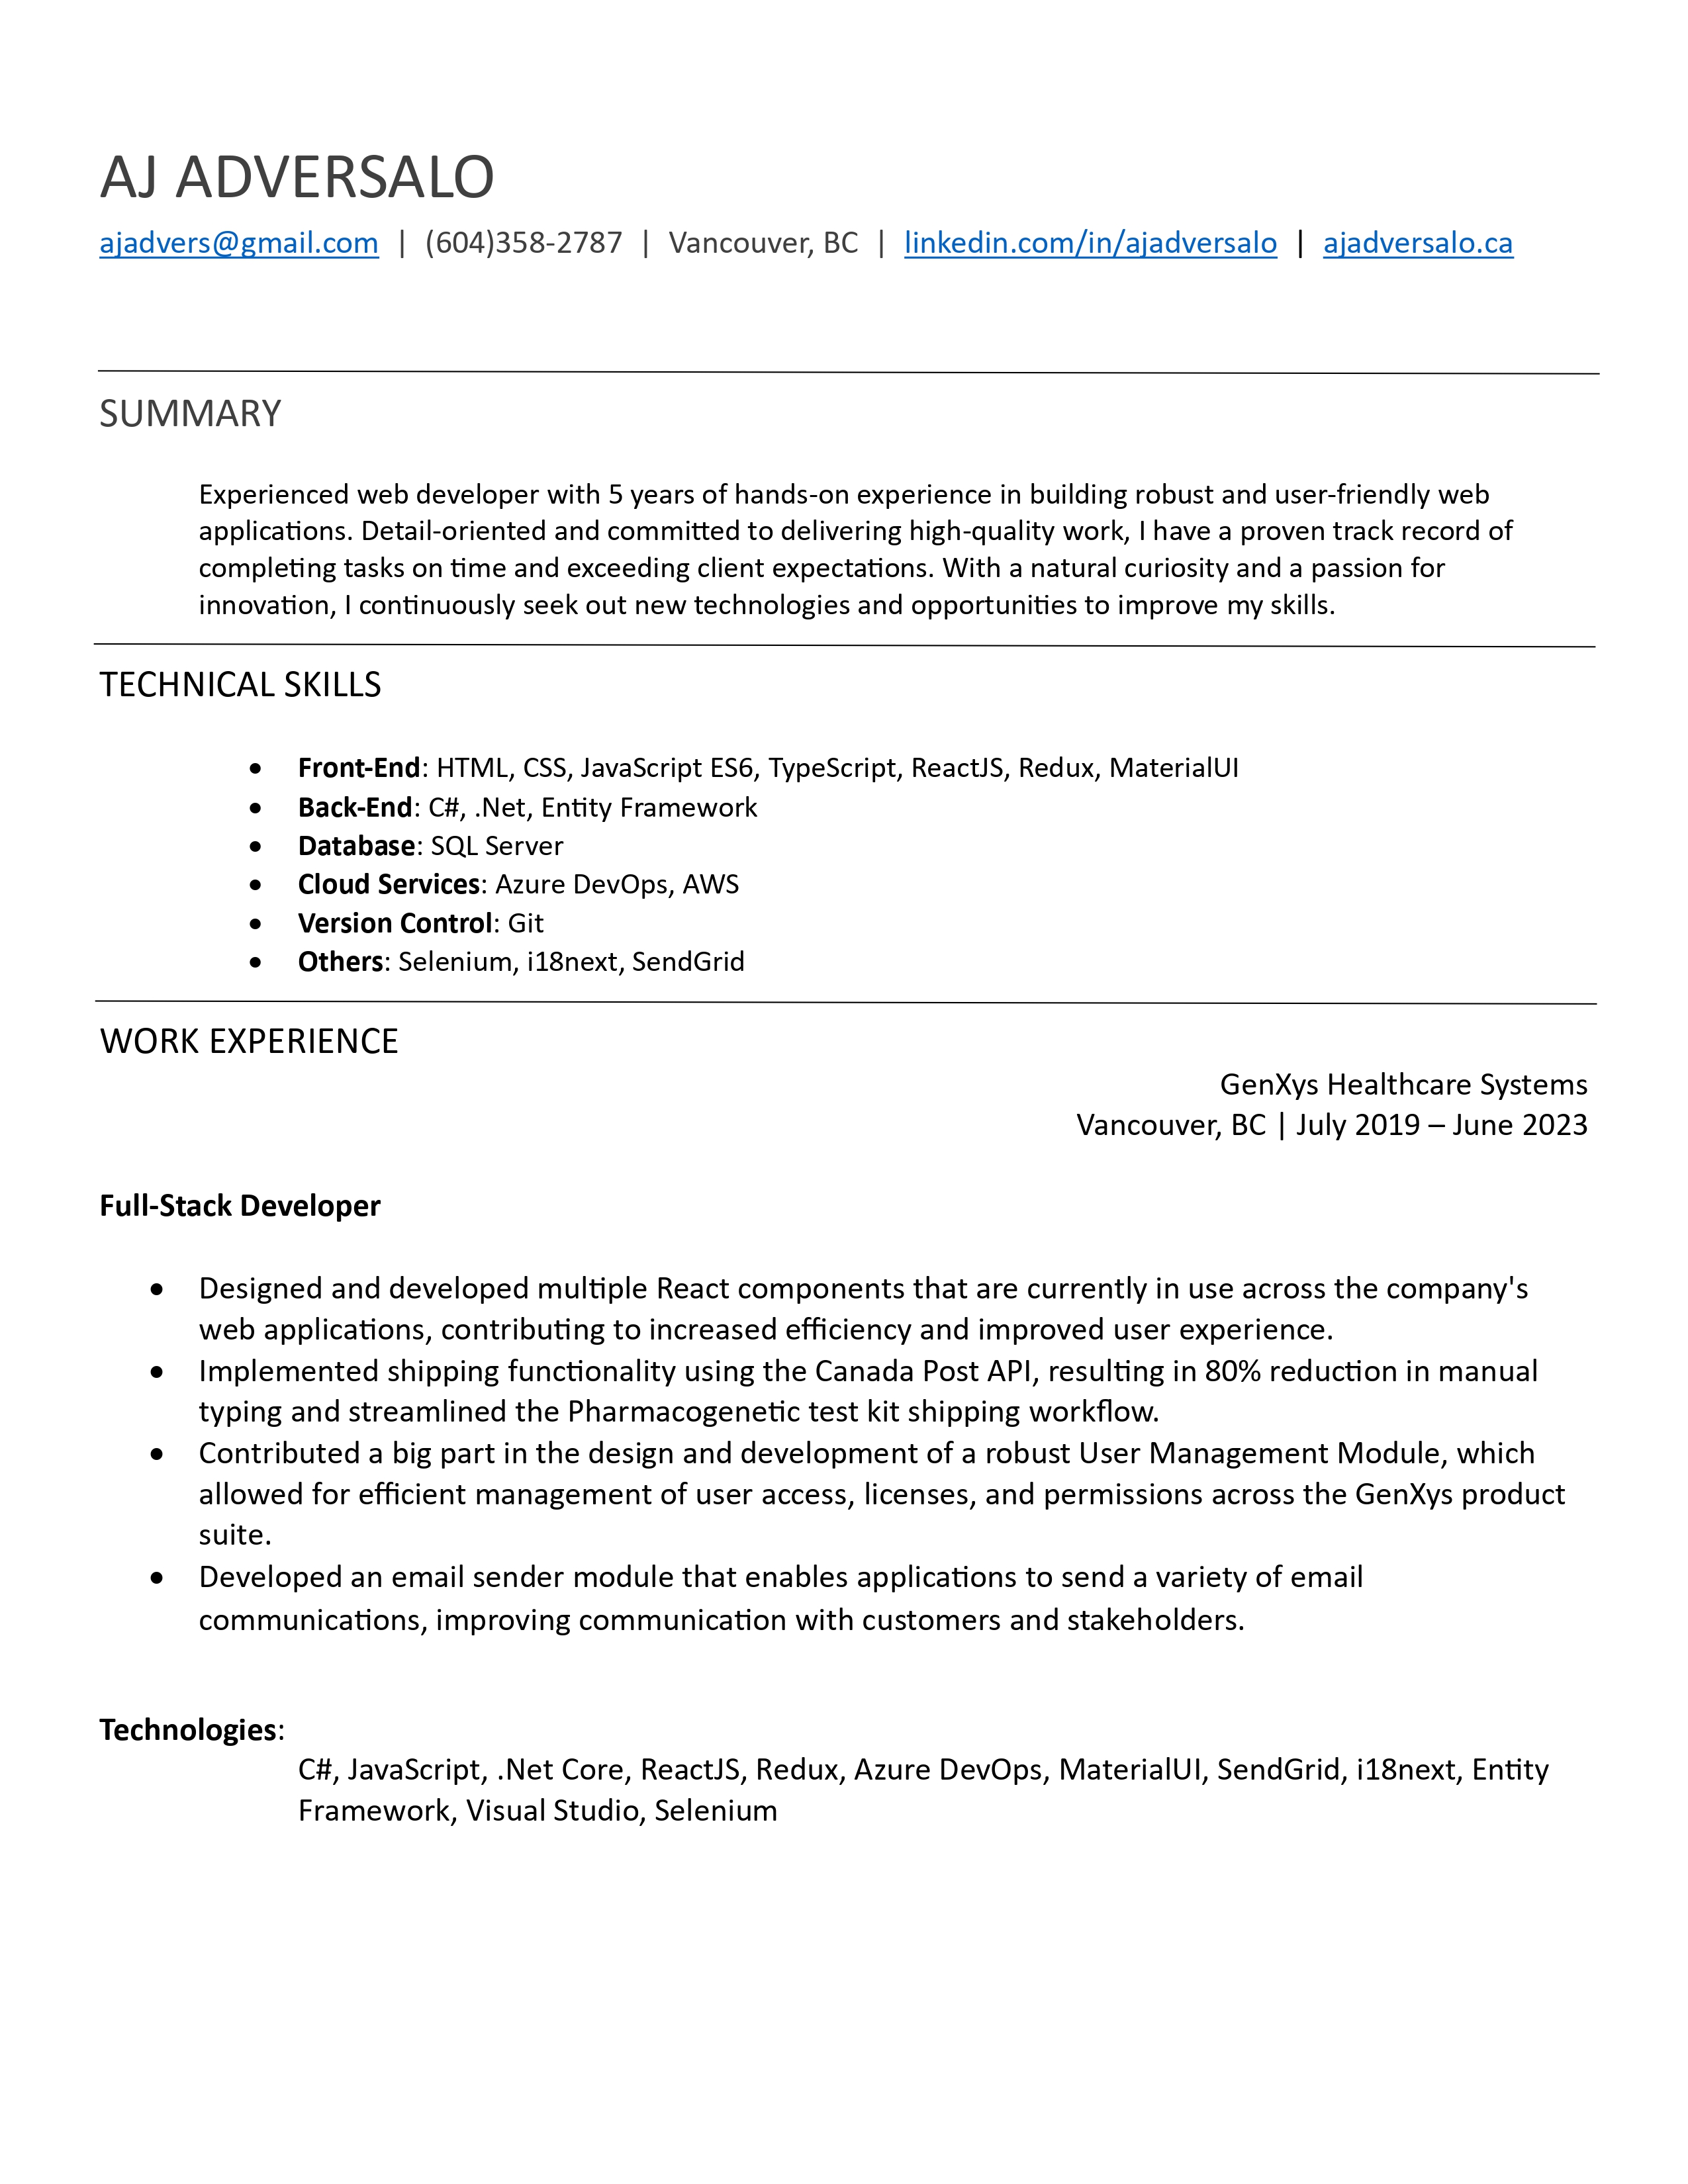 AJ ADVERSALO
ajadvers@gmail.com | (604)358-2787 | Vancouver, BC | linkedin.com/in/ajadversalo | ajadversalo.ca
SUMMARY
Experienced web developer with 5 years of hands-on experience in building robust and user-friendly web
applications. Detail-oriented and committed to delivering high-quality work, I have a proven track record of
completing tasks on time and exceeding client expectations. With a natural curiosity and a passion for
innovation, I continuously seek out new technologies and opportunities to improve my skills.
TECHNICAL SKILLS
• Front-End: HTML, CSS, JavaScript ES6, TypeScript, ReactJS, Redux, MaterialUI
• Back-End: C#, .Net, Entity Framework
• Database: SQL Server
• Cloud Services: Azure DevOps, AWS
• Version Control: Git
• Others: Selenium, i18next, SendGrid
WORK EXPERIENCE
GenXys Healthcare Systems
Vancouver, BC | July 2019 – June 2023
Full-Stack Developer
• Designed and developed multiple React components that are currently in use across the company's
web applications, contributing to increased efficiency and improved user experience.
• Implemented shipping functionality using the Canada Post API, resulting in 80% reduction in manual
typing and streamlined the Pharmacogenetic test kit shipping workflow.
• Contributed a big part in the design and development of a robust User Management Module, which
allowed for efficient management of user access, licenses, and permissions across the GenXys product
suite.
• Developed an email sender module that enables applications to send a variety of email
communications, improving communication with customers and stakeholders.
Technologies:
C#, JavaScript, .Net Core, ReactJS, Redux, Azure DevOps, MaterialUI, SendGrid, i18next, Entity
Framework, Visual Studio, Selenium